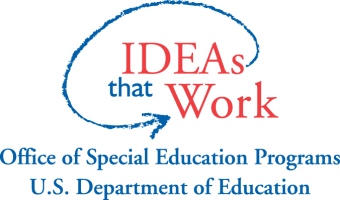 IDEAs
that Work
Office of Special Education Programs
U.S. Department of Education